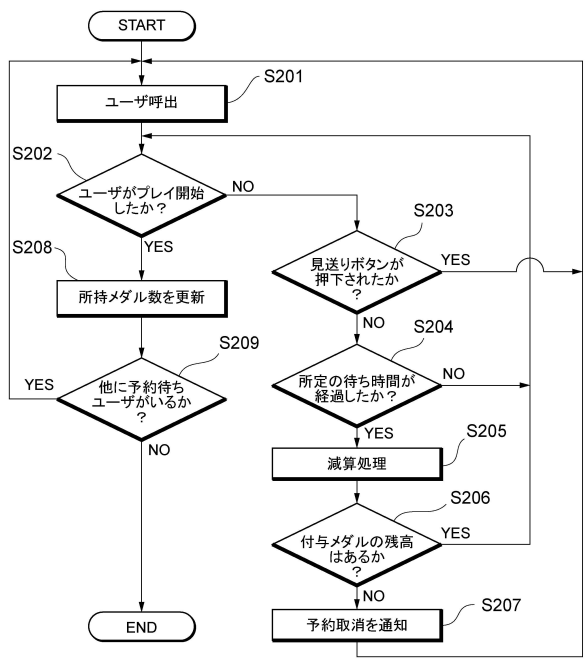 START
S201
ユーザ呼出
S202
ユーザがプレイ開始
したか？
NO
YES
S203
見送りボタンが
押下されたか
？
YES
NO
S208
所持メダル数を更新
S204
所定の待ち時間が
経過したか？
NO
YES
S209
他に予約待ち
ユーザがいるか
？
YES
NO
S205
減算処理
S206
付与メダルの残高
はあるか
？
YES
NO
S207
予約取消を通知
END